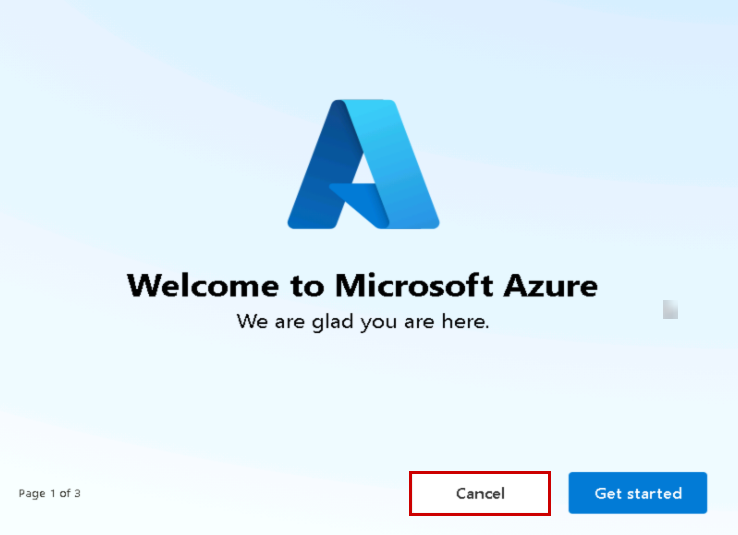 Welcome to Microsoft Azure
We are glad you are here.
Page 1 of 3
Cancel
Get started